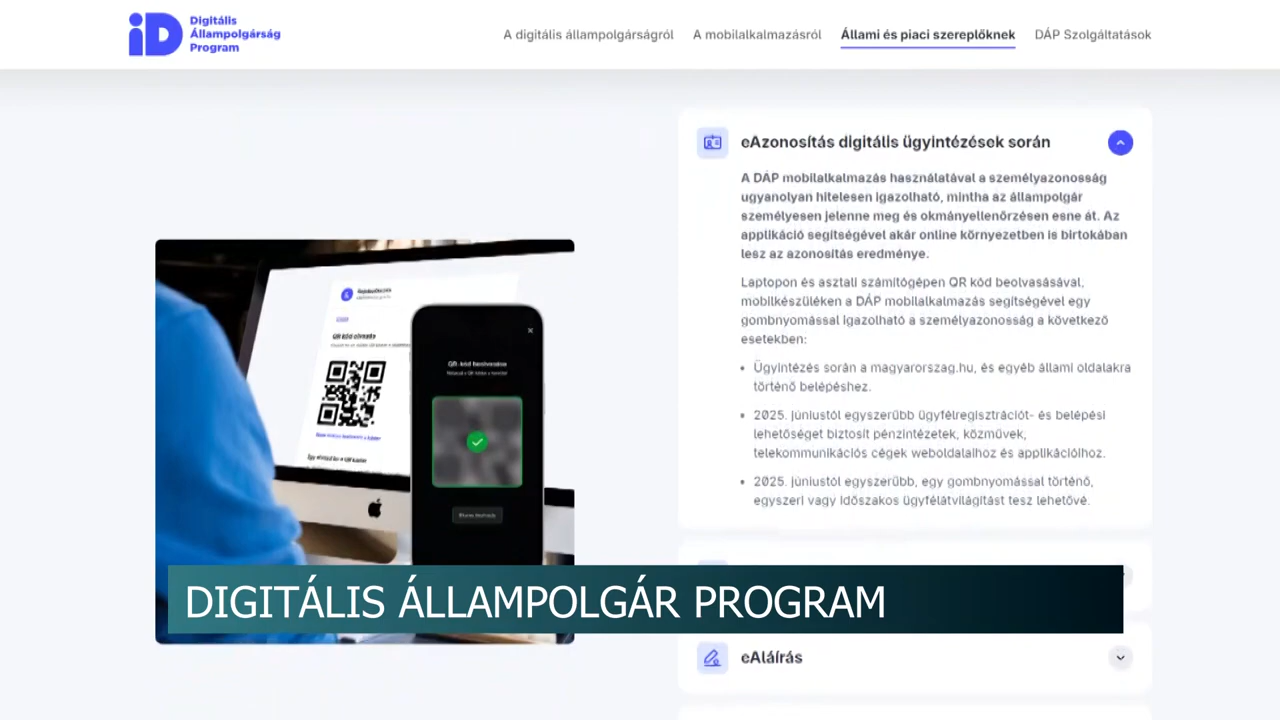 Digitális
Állampolgárság
Program
A digitális állampolgárságról
A mobilalkalmazásról
Állami és piaci szereplőknek
DÁP Szolgáltatások
eAzonosítás digitális ügyintézések során
A DÁP mobilalkalmazás használatával a személyazonosság
ugyanolyan hitelesen igazolható, mintha az állampolgár
személyesen jelenne meg és okmányellenőrzésen esne át. Az
applikáció segítségével akár online környezetben is birtokában
lesz az azonosítás eredménye.
Laptopon és asztali számítógépen QR kód beolvasásával,
mobilkészüléken a DÁP mobilalkalmazás segítségével egy
gombnyomással igazolható a személyazonosság a következő
esetekben:
• Ügyintézés során a magyarorszag.hu, és egyéb állami oldalakra
történő belépéshez.
• 2025. júniustól egyszerűbb ügyfélregisztrációt- és belépési
lehetőséget biztosít pénzintézetek, közművek,
telekommunikációs cégek weboldalaihoz és applikációihoz.
• 2025. júniustól egyszerűbb, egy gombnyomással történő,
egyszeri vagy időszakos ügyfélátvilágítást tesz lehetővé.
QR kód olvasás
QR. kód beolvasása
DIGITÁLIS ÁLLAMPOLGÁR PROGRAM
eAláírás